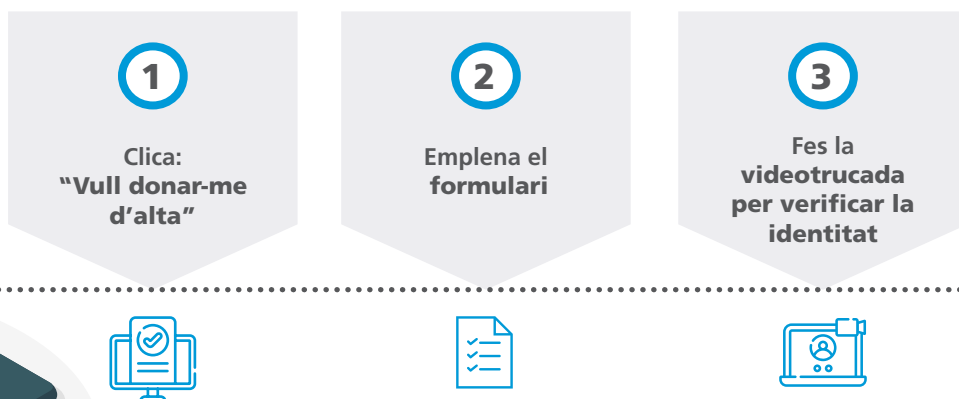 1
Clica:
“Vull donar-me
d’alta”
2
Emplena el
formulari
3
Fes la
videotrucada
per verificar la
identitat